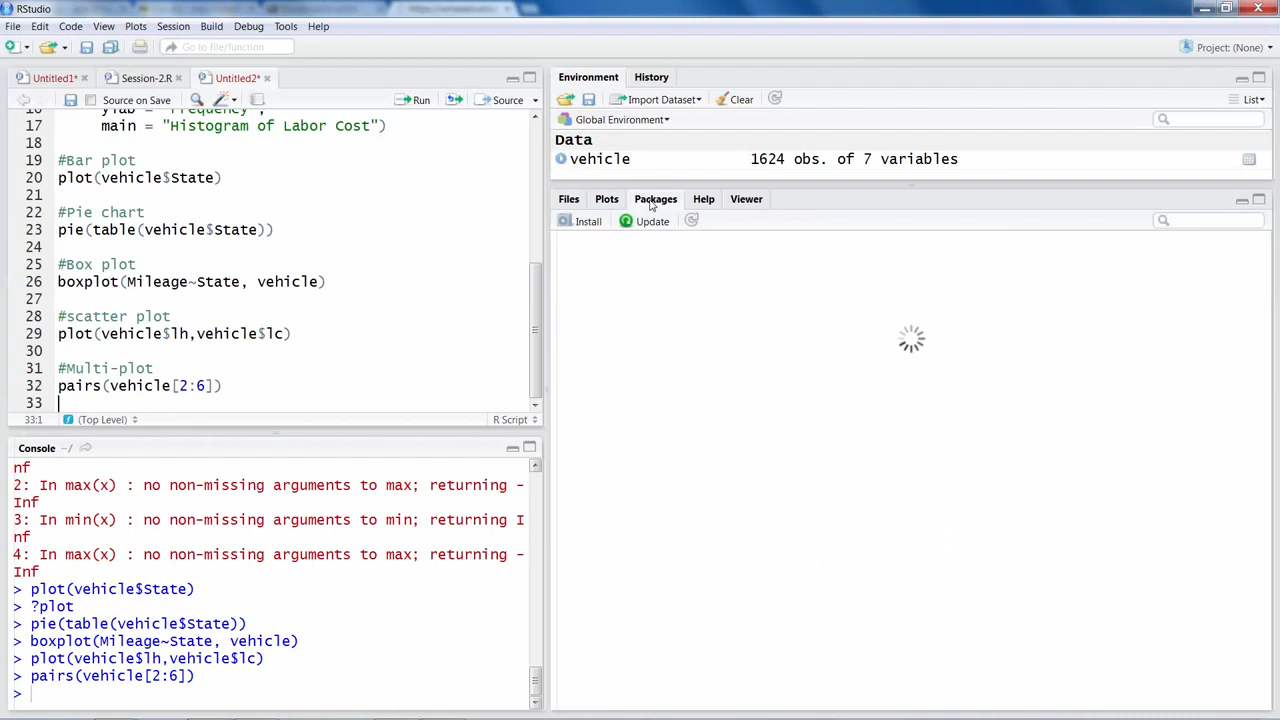 RStudio
File Edit Code View Plots Session Build Debug Tools Help
Go to file/function
Project: (None)
Untitled1* Session-2.R Untitled2*
Source on Save Run Source
17 main = "Histogram of Labor Cost")
18
19 #Bar plot
20 plot(vehicle$State)
21
22 #Pie chart
23 pie(table(vehicle$State))
24
25 #Box plot
26 boxplot(Mileage~State, vehicle)
27
28 #scatter plot
29 plot(vehicle$lh,vehicle$lc)
30
31 #Multi-plot
32 pairs(vehicle[2:6])
33
33:1 (Top Level) R Script
Console ~/
nf
2: In max(x) : no non-missing arguments to max; returning -
Inf
3: In min(x) : no non-missing arguments to min; returning I
nf
4: In max(x) : no non-missing arguments to max; returning -
Inf
> plot(vehicle$State)
> ?plot
> pie(table(vehicle$State))
> boxplot(Mileage~State, vehicle)
> plot(vehicle$lh,vehicle$lc)
> pairs(vehicle[2:6])
>
Environment History
Import Dataset Clear List
Global Environment
Data
vehicle 1624 obs. of 7 variables
Files Plots Packages Help Viewer
Install Update